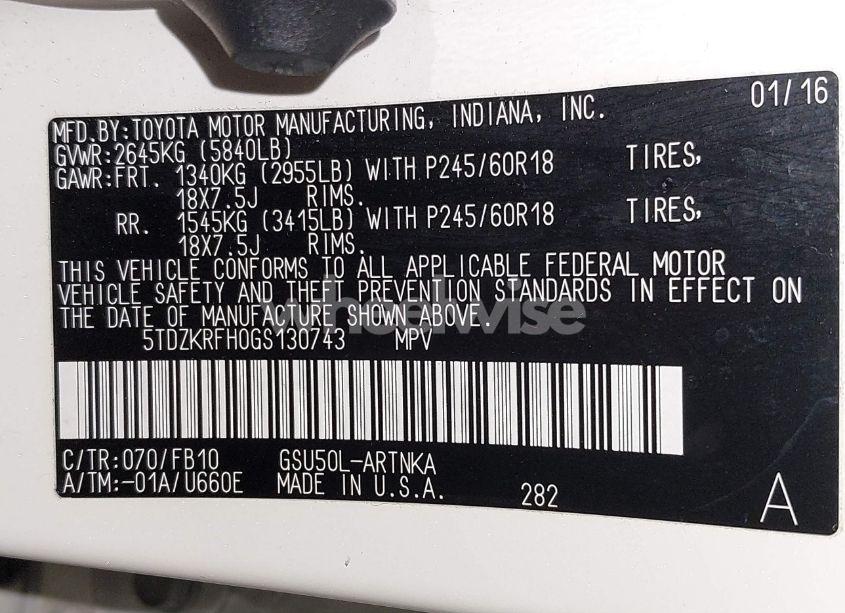 01/16
MFD.BY:TOYOTA MOTOR MANUFACTURING, INDIANA, INC.
GVWR:2645KG (5840LB)
GAWR:FRT. 1340KG (2955LB) WITH P245/60R18 TIRES,
18X7.5J RIMS.
RR. 1545KG (3415LB) WITH P245/60R18 TIRES,
18X7.5J RIMS.
THIS VEHICLE CONFORMS TO ALL APPLICABLE FEDERAL MOTOR
VEHICLE SAFETY AND THEFT PREVENTION STANDARDS IN EFFECT ON
THE DATE OF MANUFACTURE SHOWN ABOVE.
wheelwise
5TDZKRFH0GS130743 MPV
C/TR:070/FB10 GSU50L-ARTNKA
A/TM:-01A/U660E MADE IN U.S.A. 282 A